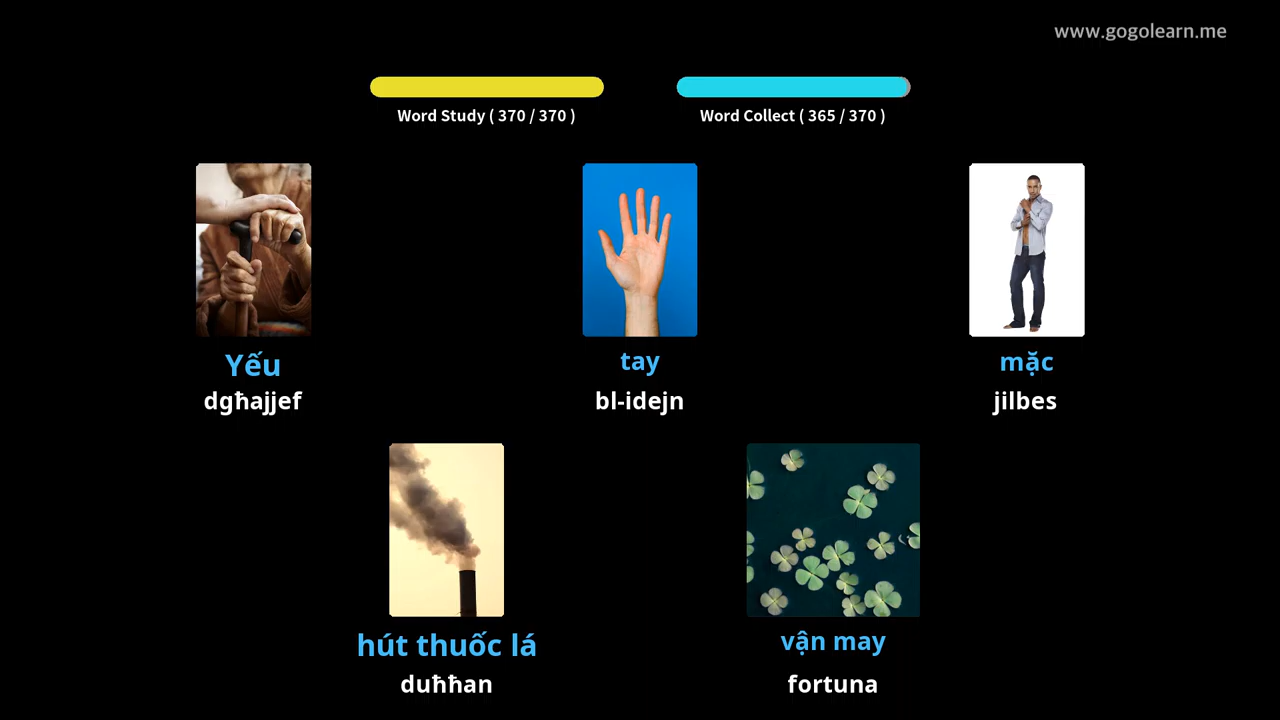 www.gogolearn.me
Word Study ( 370 / 370 )
Word Collect ( 365 / 370 )
Yếu
tay
mặc
dgħajjef
bl-idejn
jilbes
hút thuốc lá
vận may
duħħan
fortuna